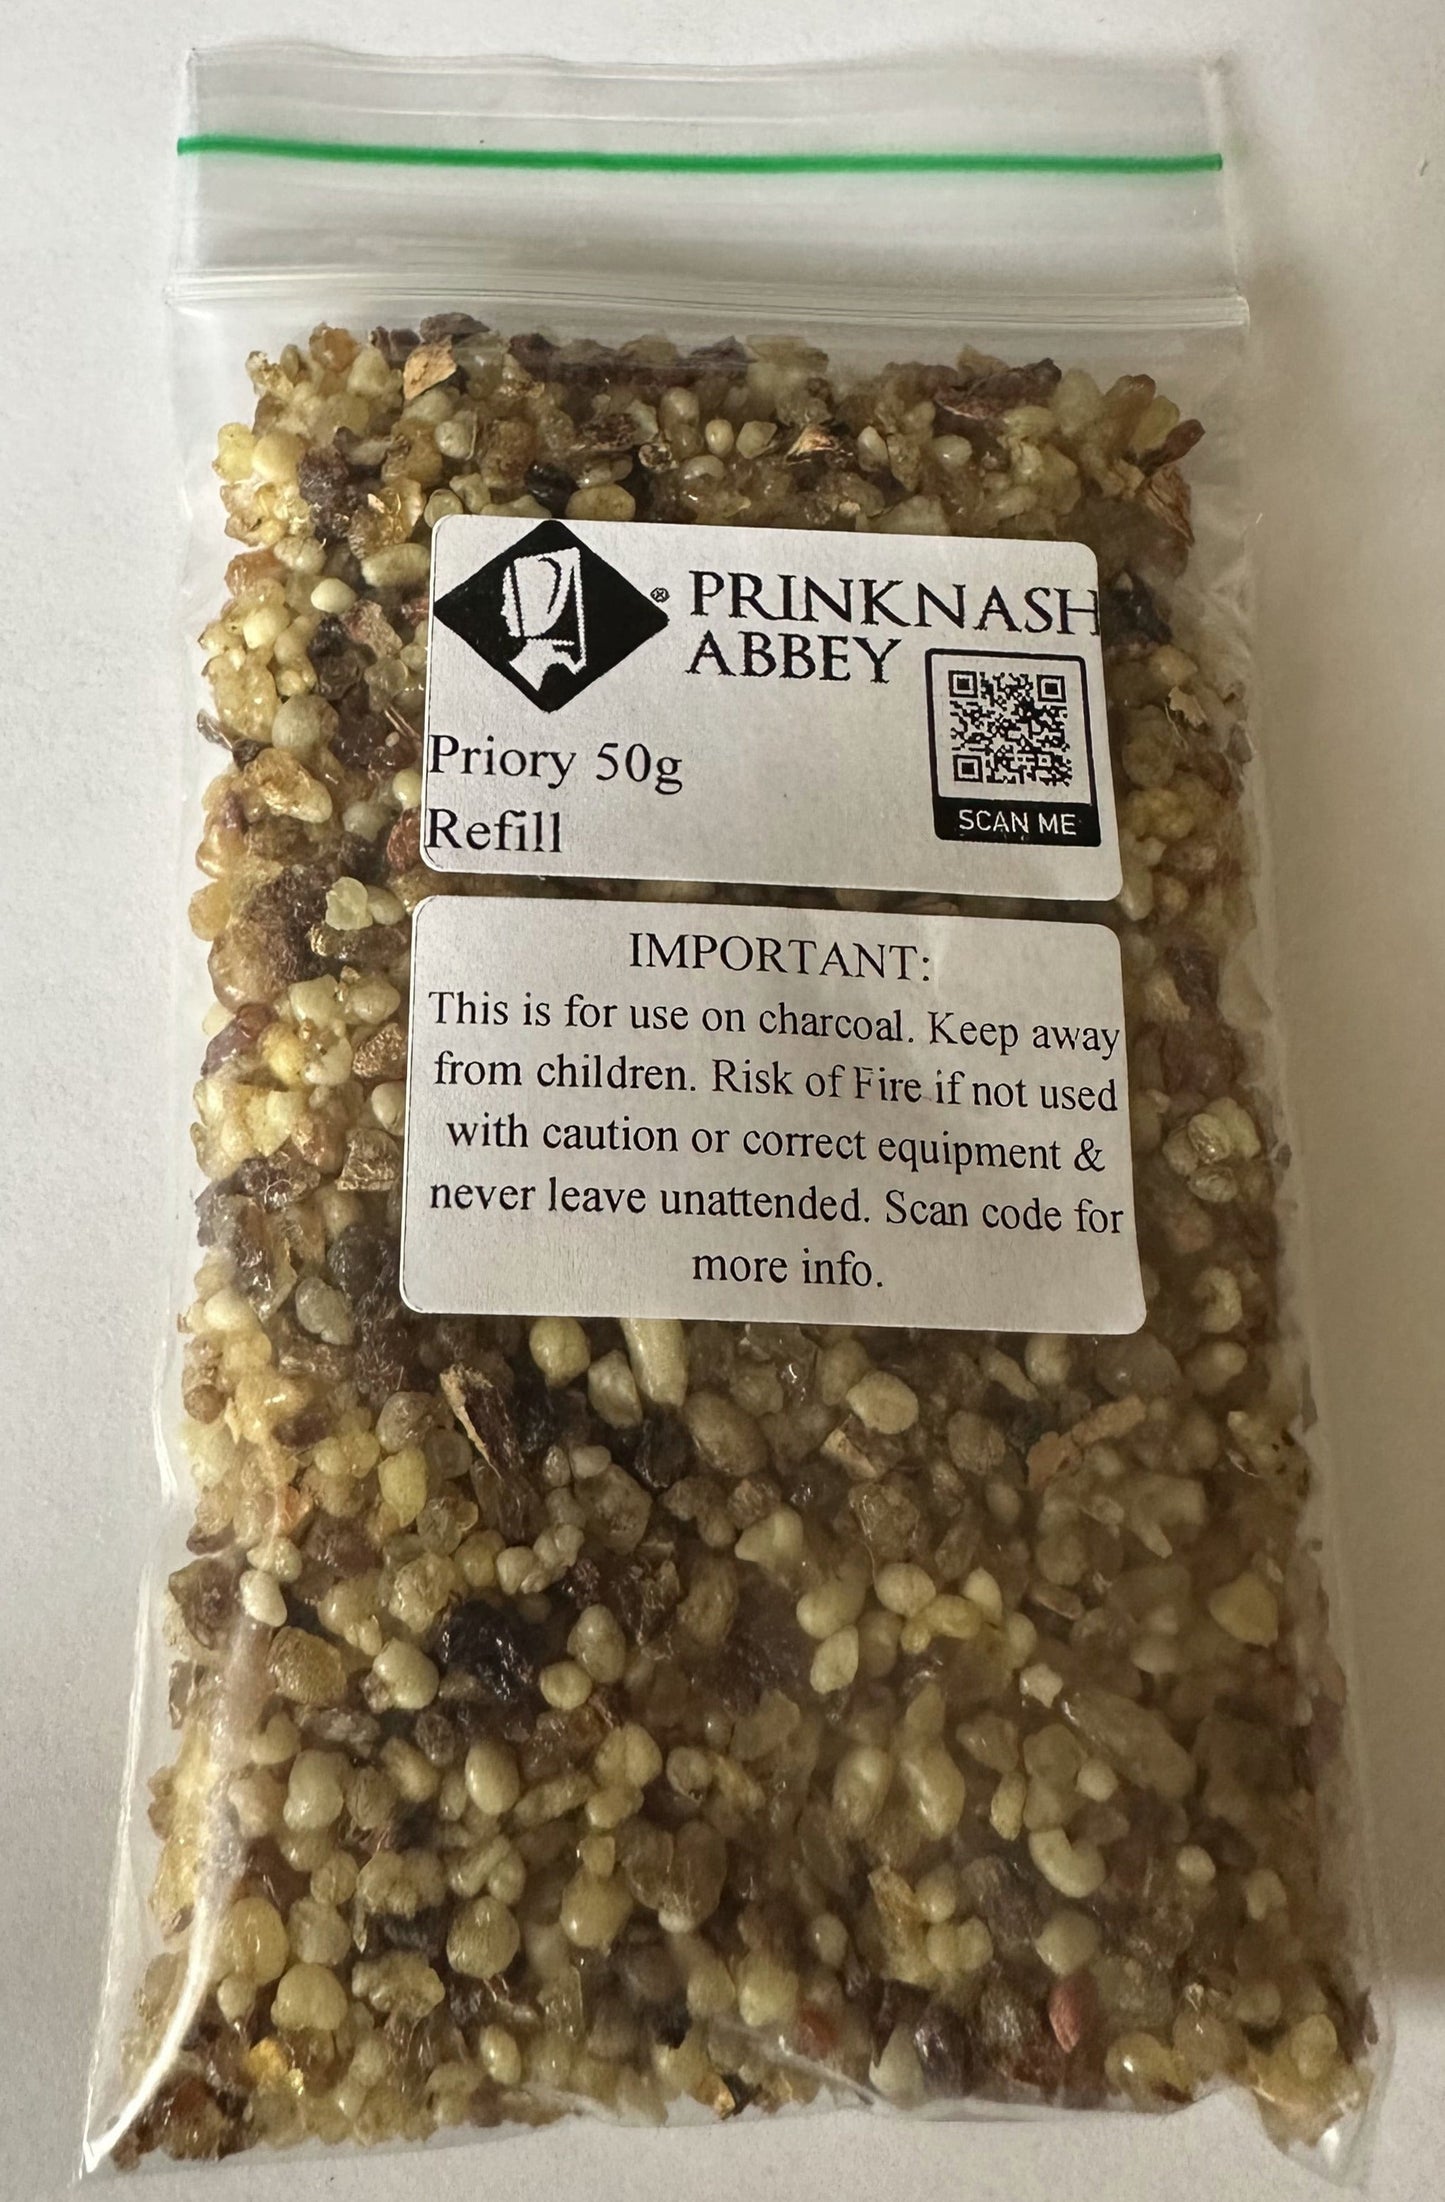 ® PRINKNASH
ABBEY
Priory 50g
Refill
SCAN ME
IMPORTANT:
This is for use on charcoal. Keep away
from children. Risk of Fire if not used
with caution or correct equipment &
never leave unattended. Scan code for
more info.